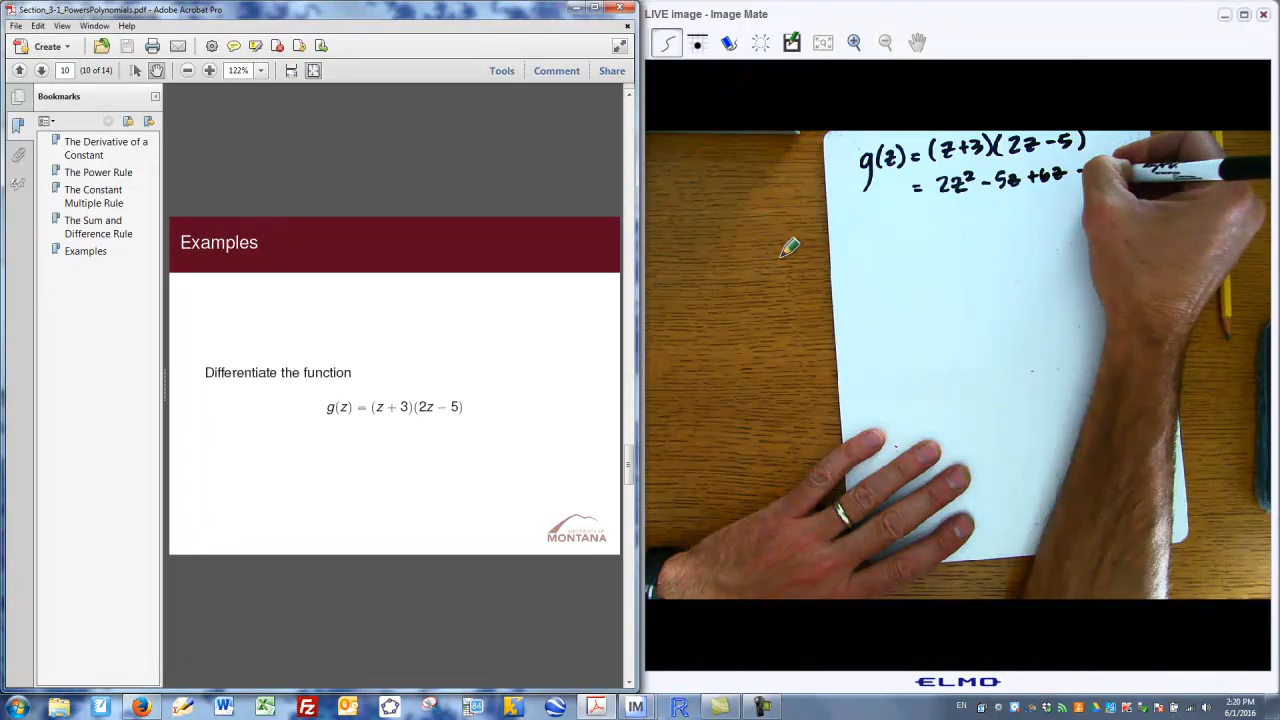 Section_3-1_PowersPolynomials.pdf - Adobe Acrobat Pro
File Edit View Window Help
Create
10 (10 of 14) 122%
Tools Comment Share
Bookmarks
The Derivative of a
Constant
The Power Rule
The Constant
Multiple Rule
The Sum and
Difference Rule
Examples
Examples
Differentiate the function
g(z) = (z + 3)(2z − 5)
UNIVERSITY OF
MONTANA
LIVE image - Image Mate
g(z) = (z+3)(2z-5)
= 2z² - 5z + 6z -
ELMO
EN
2:20 PM
6/1/2016